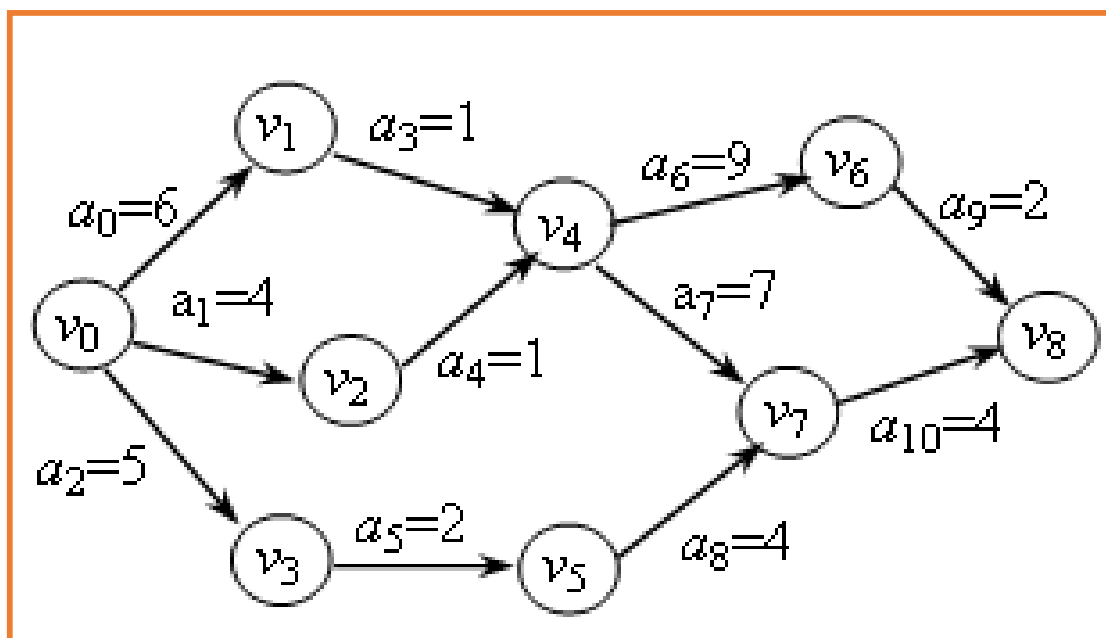 v1
a3=1
v6
a6=9
a0=6
a9=2
v4
a1=4
a7=7
v0
v8
v2
a4=1
v7
a10=4
a2=5
a5=2
a8=4
v3
v5